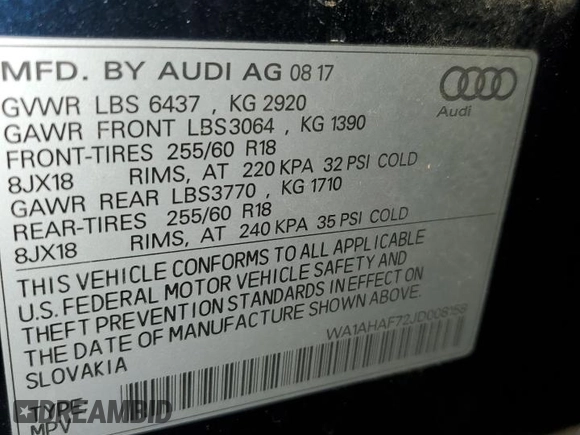 MFD. BY AUDI AG 08 17
GVWR LBS 6437 , KG 2920
GAWR FRONT LBS3064 , KG 1390
FRONT-TIRES 255/60 R18
8JX18 RIMS, AT 220 KPA 32 PSI COLD
GAWR REAR LBS3770 , KG 1710
REAR-TIRES 255/60 R18
8JX18 RIMS, AT 240 KPA 35 PSI COLD
Audi
THIS VEHICLE CONFORMS TO ALL APPLICABLE
U.S. FEDERAL MOTOR VEHICLE SAFETY AND
THEFT PREVENTION STANDARDS IN EFFECT ON
THE DATE OF MANUFACTURE SHOWN ABOVE.
SLOVAKIA
TYPE
MPV
DREAMBID